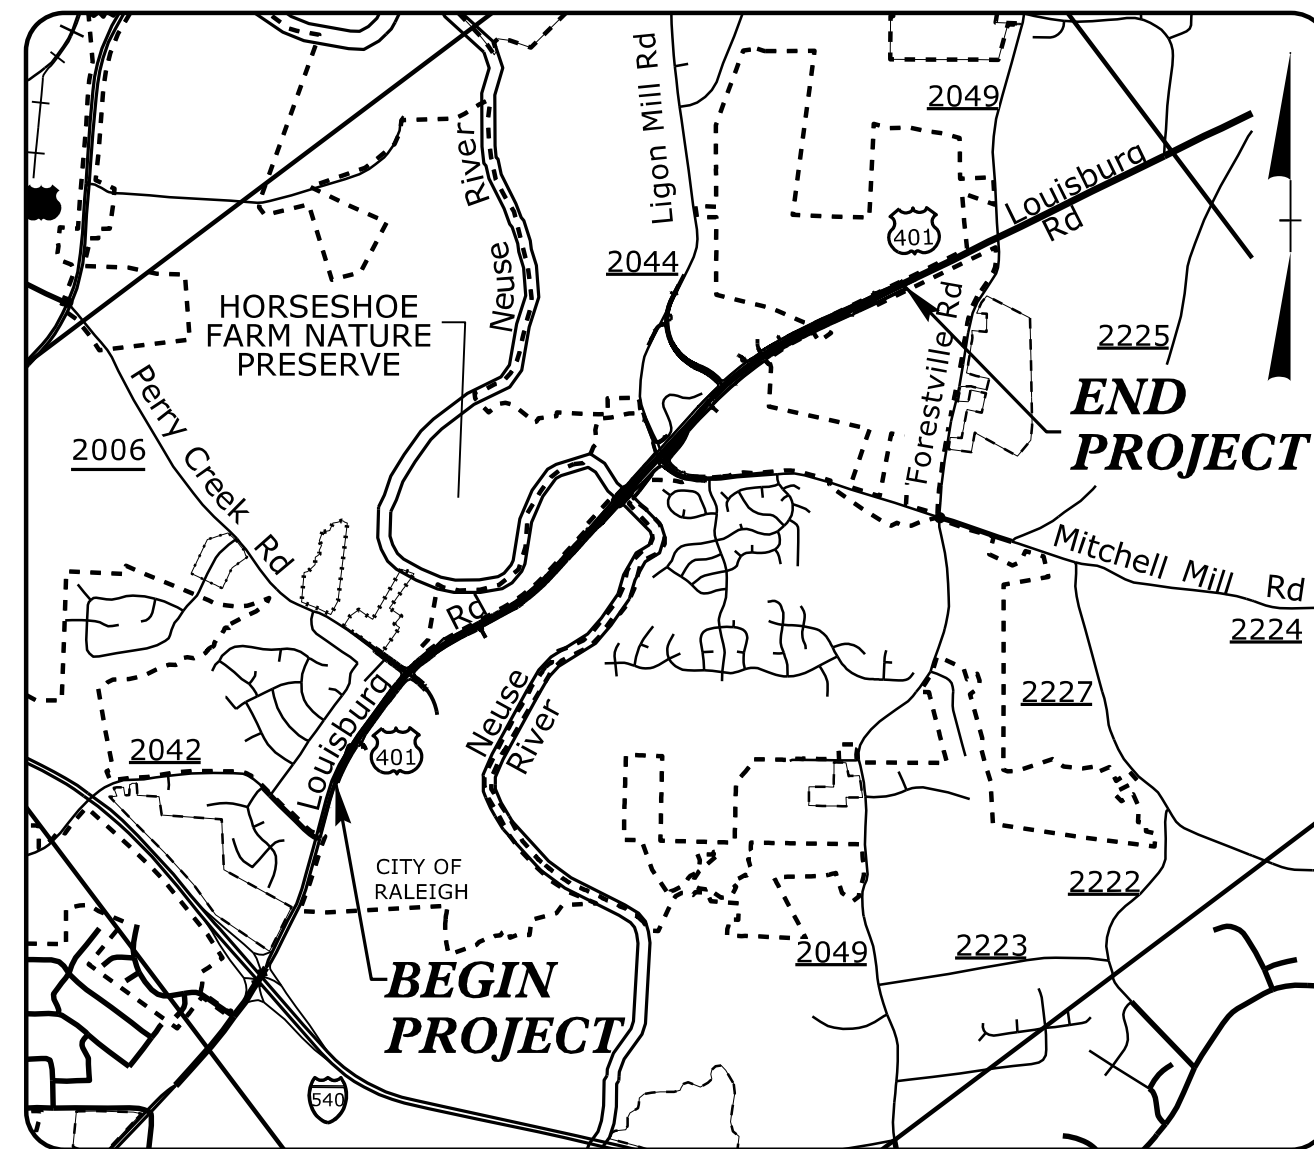 2049
Ligon Mill Rd
River
Louisburg
Rd
401
2044
Neuse
HORSESHOE
FARM NATURE
PRESERVE
Forestville Rd
2225
END
PROJECT
Perry Creek Rd
2006
Mitchell Mill Rd
2224
Rd
Louisburg
Neuse
River
2227
2042
401
CITY OF
RALEIGH
2222
2049
2223
BEGIN
PROJECT
540